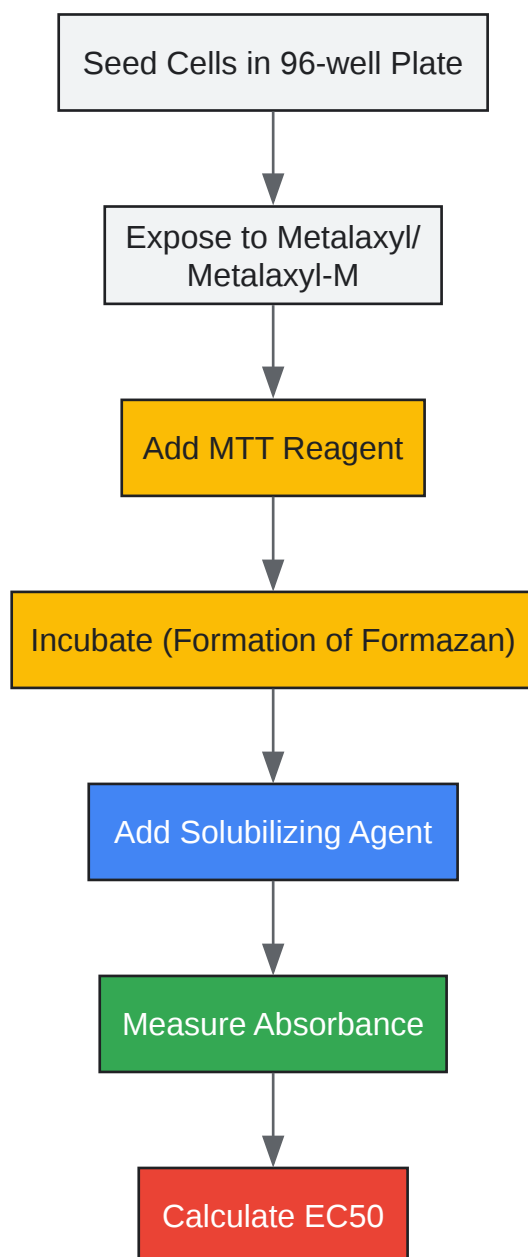 Seed Cells in 96-well Plate
Expose to Metalaxyl/
Metalaxyl-M
Add MTT Reagent
Incubate (Formation of Formazan)
Add Solubilizing Agent
Measure Absorbance
Calculate EC50